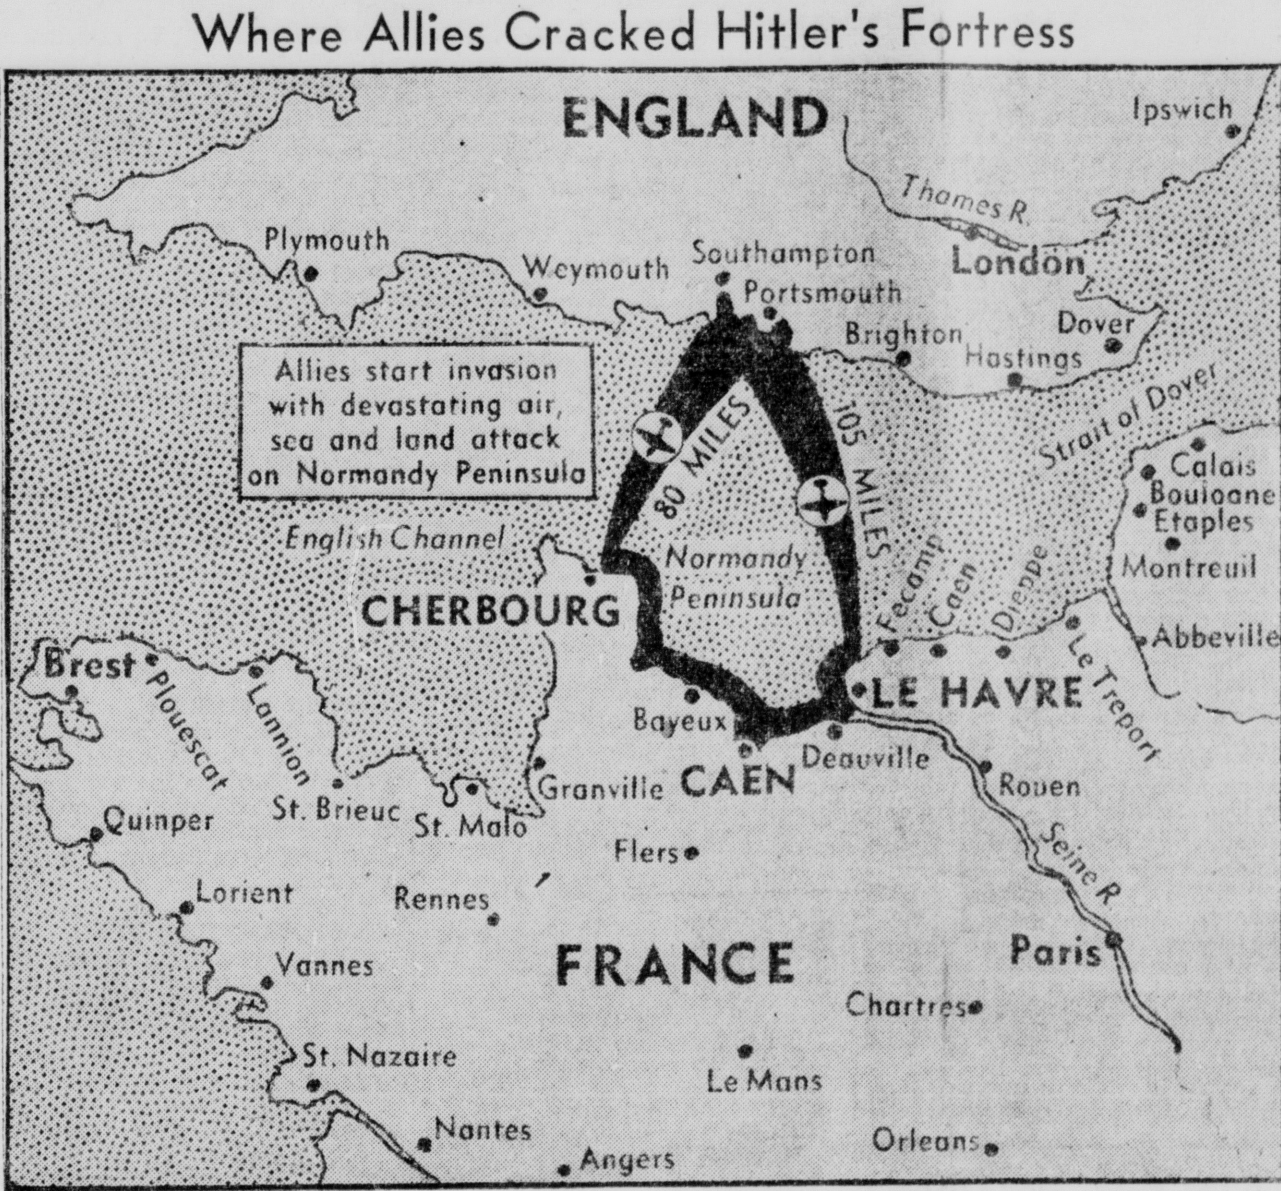 Where Allies Cracked Hitler's Fortress
ENGLAND
Ipswich
Thames R.
London
Plymouth
Weymouth
Southampton
Portsmouth
Brighton
Hastings
Dover
Strait of Dover
Allies start invasion
with devastating air,
sea and land attack
on Normandy Peninsula
80 MILES
105 MILES
English Channel
Normandy
Peninsula
Calais
Boulogne
Etaples
Montreuil
Abbeville
Fecamp
Caen
Dieppe
Le Treport
CHERBOURG
LE HAVRE
Brest
Plouescat
Lannion
St. Brieuc
St. Malo
Granville
Bayeux
CAEN
Deauville
Rouen
Seine R.
Quinper
Flers
Lorient
Rennes
Vannes
FRANCE
Paris
Chartres
St. Nazaire
Le Mans
Nantes
Angers
Orleans